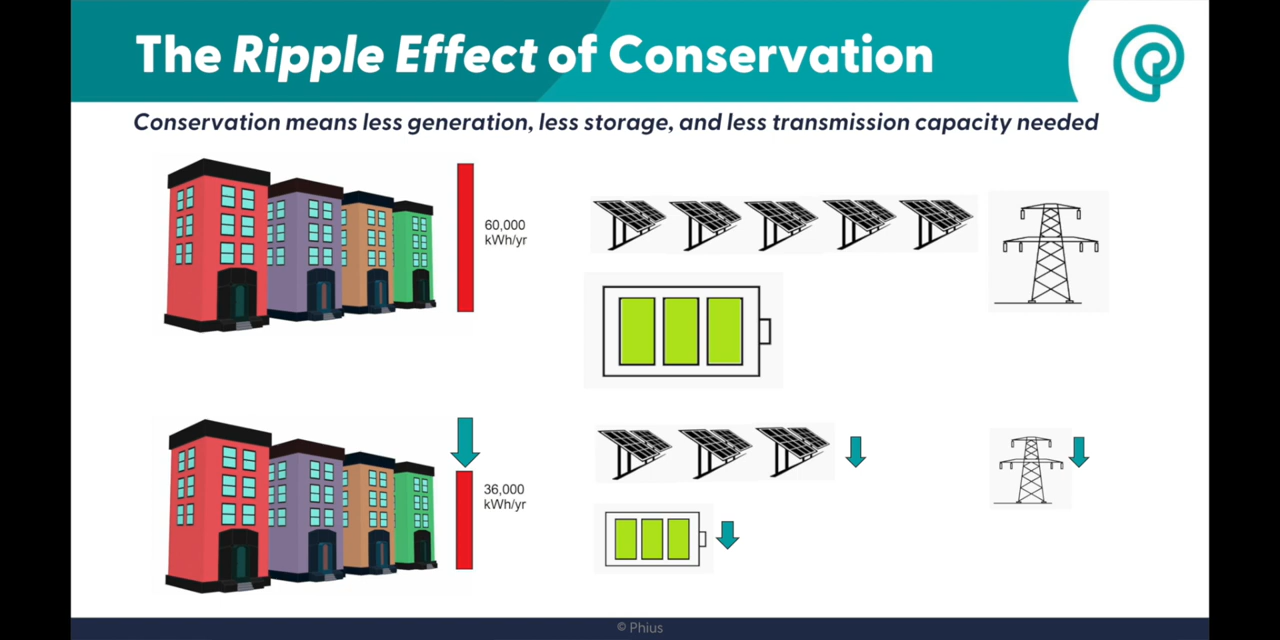 The Ripple Effect of Conservation
Conservation means less generation, less storage, and less transmission capacity needed
60,000
kWh/yr
36,000
kWh/yr
© Phius